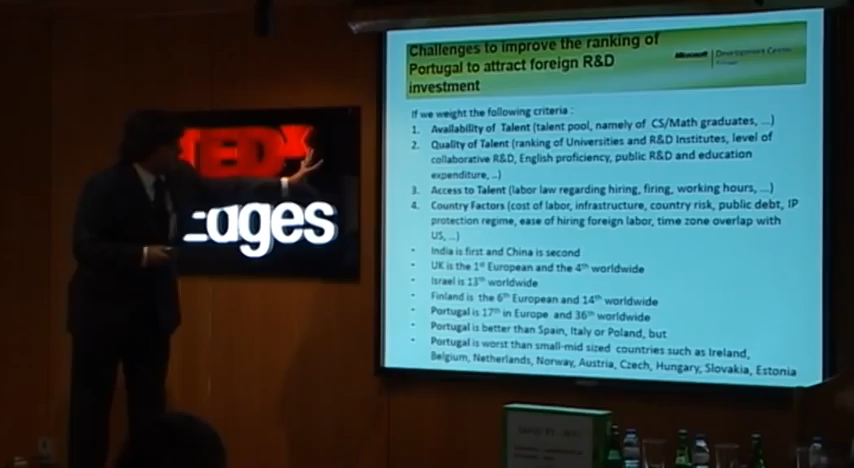 Challenges to improve the ranking of
Portugal to attract foreign R&D
investment
Microsoft | Development Center
If we weight the following criteria :
1. Availability of Talent (talent pool, namely of CS/Math graduates, ...)
2. Quality of Talent (ranking of Universities and R&D Institutes, level of
collaborative R&D, English proficiency, public R&D and education
expenditure, ..)
3. Access to Talent (labor law regarding hiring, firing, working hours, ...)
4. Country Factors (cost of labor, infrastructure, country risk, public debt, IP
protection regime, ease of hiring foreign labor, time zone overlap with
US, ...)
- India is first and China is second
- UK is the 1st European and the 4th worldwide
- Israel is 13th worldwide
- Finland is the 6th European and 14th worldwide
- Portugal is 17th in Europe and 36th worldwide
- Portugal is better than Spain, Italy or Poland, but
- Portugal is worst than small-mid sized countries such as Ireland,
Belgium, Netherlands, Norway, Austria, Czech, Hungary, Slovakia, Estonia
TEDx
ages